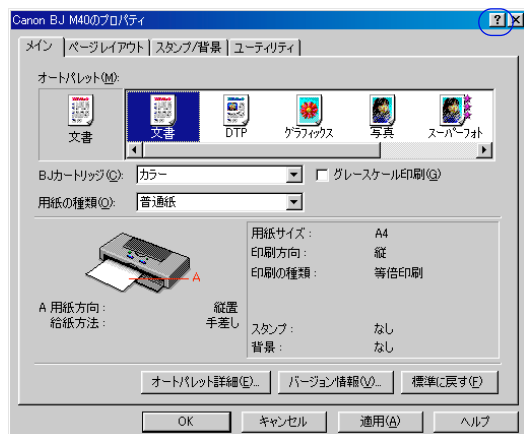 Canon BJ M40のプロパティ
メイン ページレイアウト スタンプ/背景 ユーティリティ
オートパレット(M):
文書 文書 DTP グラフィックス 写真 スーパーフォト
BJカートリッジ(C): カラー グレースケール印刷(G)
用紙の種類(O): 普通紙
用紙サイズ: A4
印刷方向: 縦
印刷の種類: 等倍印刷
A
A 用紙方向: 縦置
給紙方法: 手差し
スタンプ: なし
背景: なし
オートパレット詳細(E)... バージョン情報(V)... 標準に戻す(F)
OK キャンセル 適用(A) ヘルプ